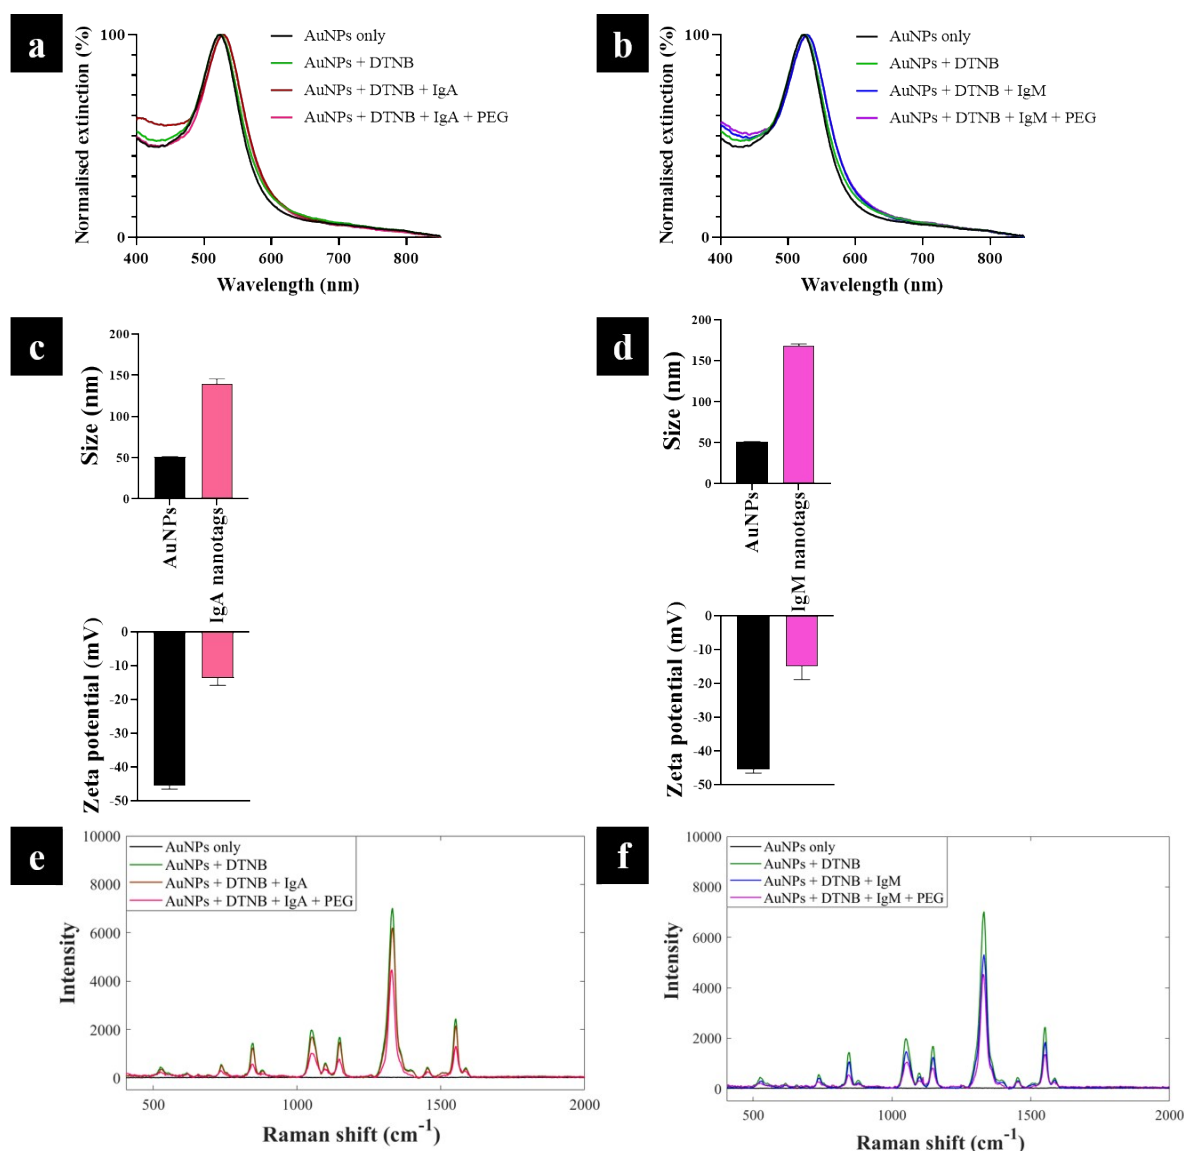 a
Normalised extinction (%)
100
0
400
500
600
700
800
Wavelength (nm)
AuNPs only
AuNPs + DTNB
AuNPs + DTNB + IgA
AuNPs + DTNB + IgA + PEG
b
Normalised extinction (%)
100
0
400
500
600
700
800
Wavelength (nm)
AuNPs only
AuNPs + DTNB
AuNPs + DTNB + IgM
AuNPs + DTNB + IgM + PEG
c
Size (nm)
200
150
100
50
0
AuNPs
IgA nanotags
Zeta potential (mV)
0
-10
-20
-30
-40
-50
d
Size (nm)
200
150
100
50
0
AuNPs
IgM nanotags
Zeta potential (mV)
0
-10
-20
-30
-40
-50
e
Intensity
10000
8000
6000
4000
2000
0
500
1000
1500
2000
Raman shift (cm-1)
AuNPs only
AuNPs + DTNB
AuNPs + DTNB + IgA
AuNPs + DTNB + IgA + PEG
f
Intensity
10000
8000
6000
4000
2000
0
500
1000
1500
2000
Raman shift (cm-1)
AuNPs only
AuNPs + DTNB
AuNPs + DTNB + IgM
AuNPs + DTNB + IgM + PEG